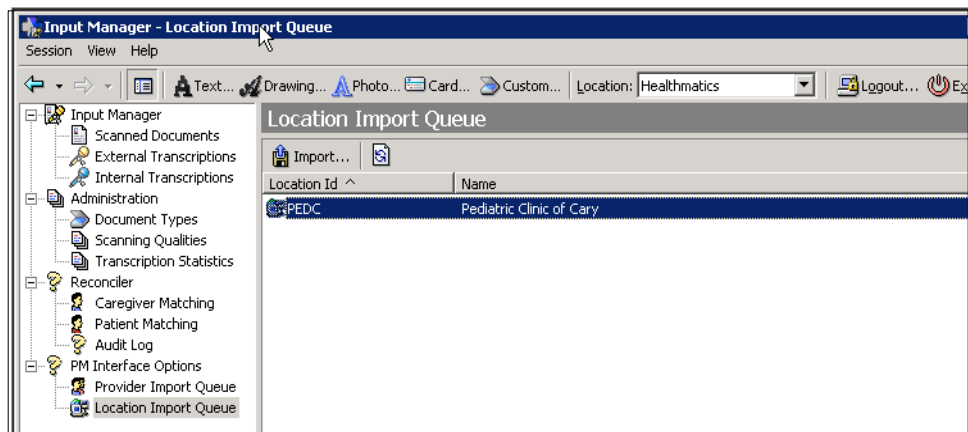 Input Manager - Location Import Queue
Session View Help
Text... Drawing... Photo... Card... Custom... Location: Healthmatics Logout... Ex
Input Manager
Scanned Documents
External Transcriptions
Internal Transcriptions
Administration
Document Types
Scanning Qualities
Transcription Statistics
Reconciler
Caregiver Matching
Patient Matching
Audit Log
PM Interface Options
Provider Import Queue
Location Import Queue
Location Import Queue
Import...
Location Id ^ Name
PEDC Pediatric Clinic of Cary